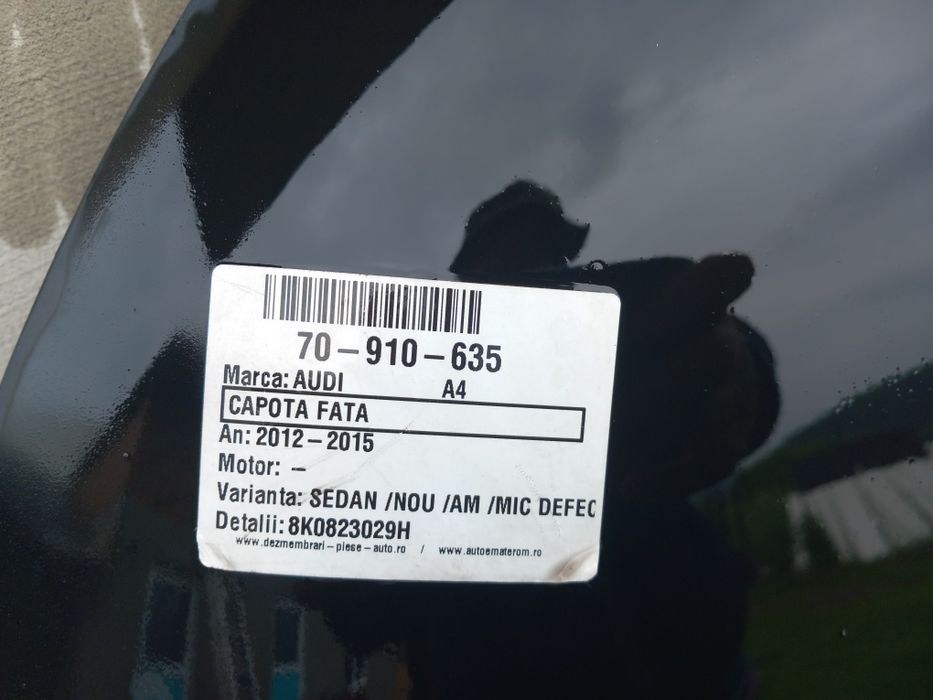 70-910-635
Marca: AUDI A4
CAPOTA FATA
An: 2012-2015
Motor: -
Varianta: SEDAN /NOU /AM /MIC DEFEC
Detalii: 8K0823029H
www.dezmembrari-piese-auto.ro / www.autoematerom.ro